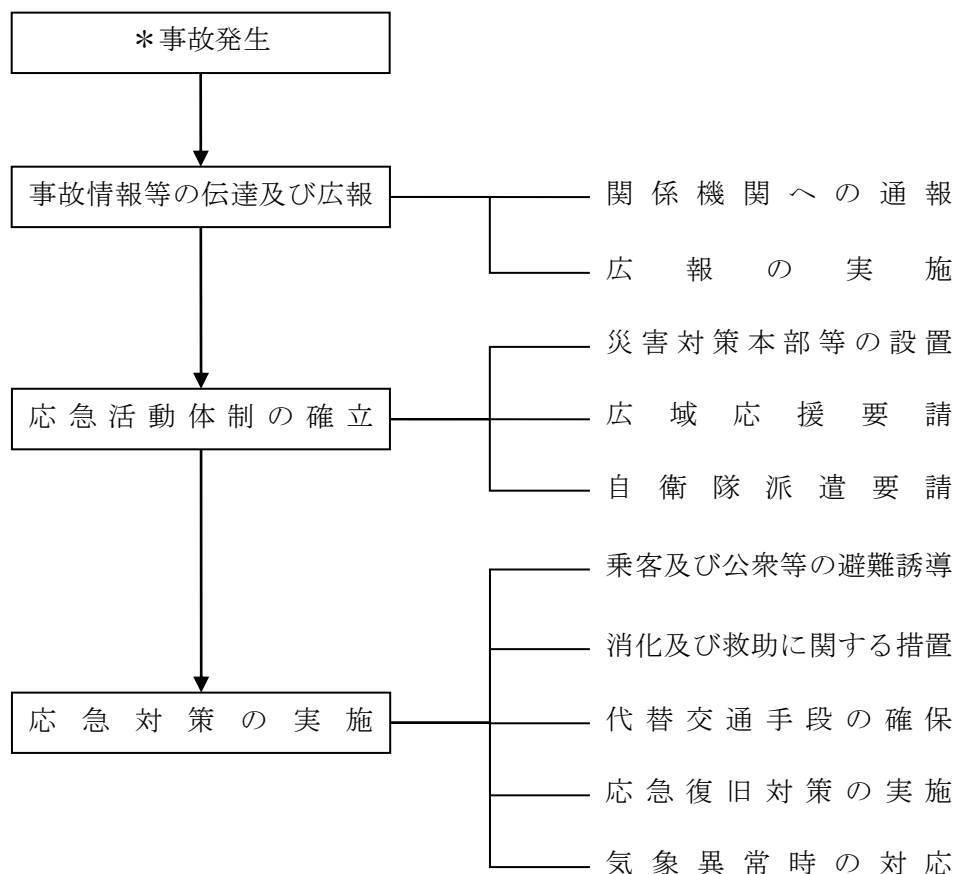 ＊事故発生
事故情報等の伝達及び広報
関係機関への通報
広報の実施
災害対策本部等の設置
応急活動体制の確立
広域応援要請
自衛隊派遣要請
乗客及び公衆等の避難誘導
消化及び救助に関する措置
応急対策の実施
代替交通手段の確保
応急復旧対策の実施
気象異常時の対応